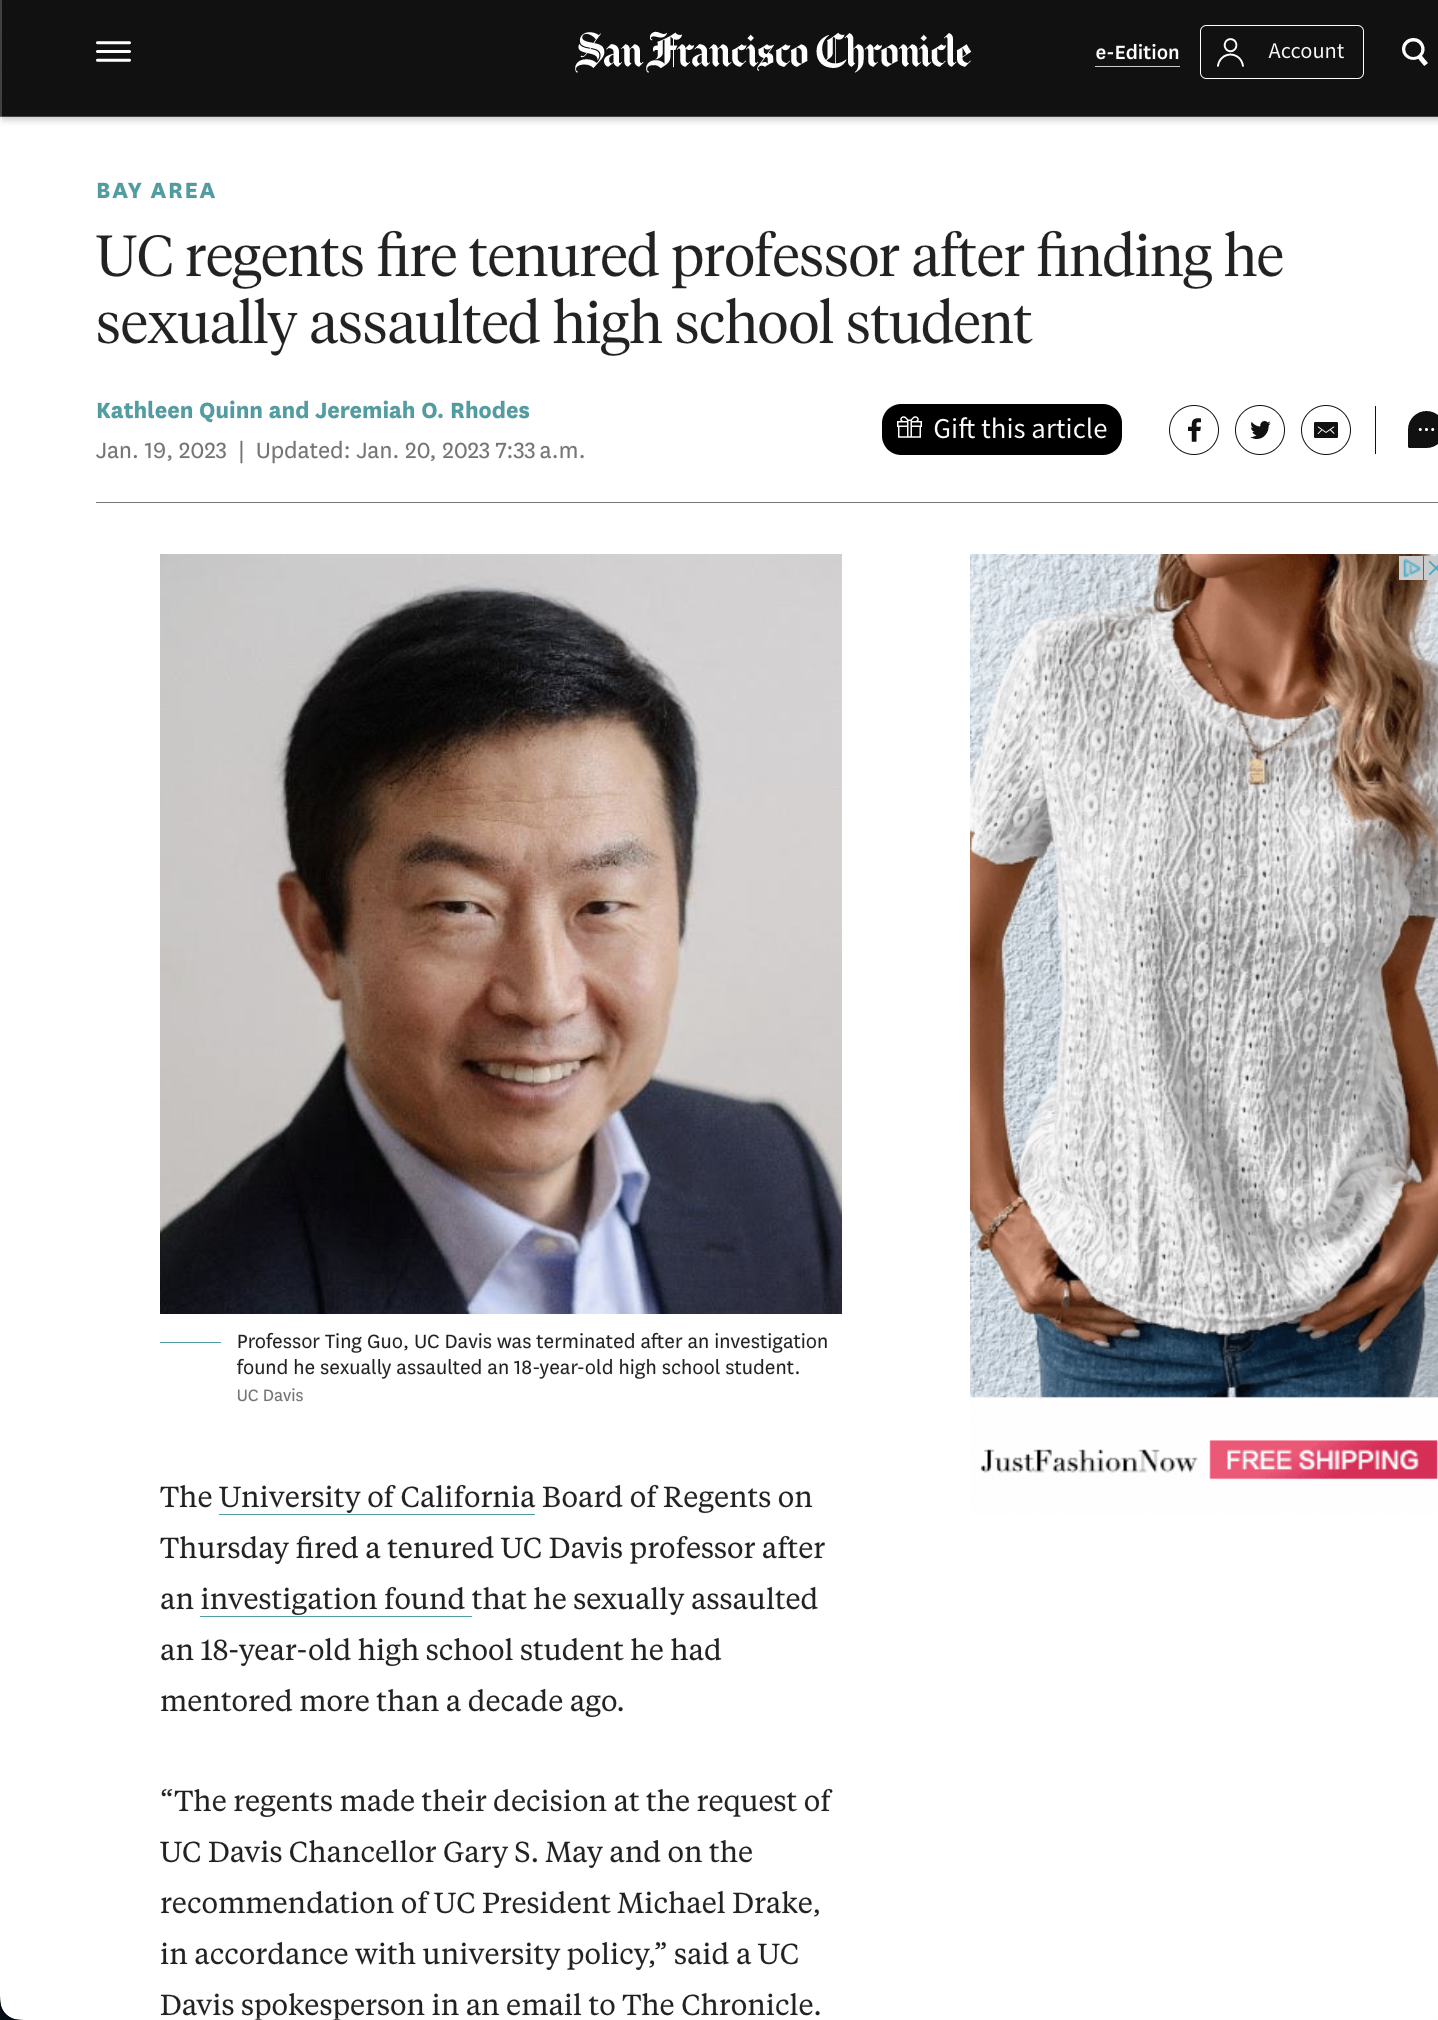 San Francisco Chronicle
e-Edition
Account
BAY AREA
UC regents fire tenured professor after finding he
sexually assaulted high school student
Kathleen Quinn and Jeremiah O. Rhodes
Jan. 19, 2023 | Updated: Jan. 20, 2023 7:33 a.m.
Gift this article
Professor Ting Guo, UC Davis was terminated after an investigation
found he sexually assaulted an 18-year-old high school student.
UC Davis
JustFashionNow FREE SHIPPING
The University of California Board of Regents on
Thursday fired a tenured UC Davis professor after
an investigation found that he sexually assaulted
an 18-year-old high school student he had
mentored more than a decade ago.
“The regents made their decision at the request of
UC Davis Chancellor Gary S. May and on the
recommendation of UC President Michael Drake,
in accordance with university policy,” said a UC
Davis spokesperson in an email to The Chronicle.